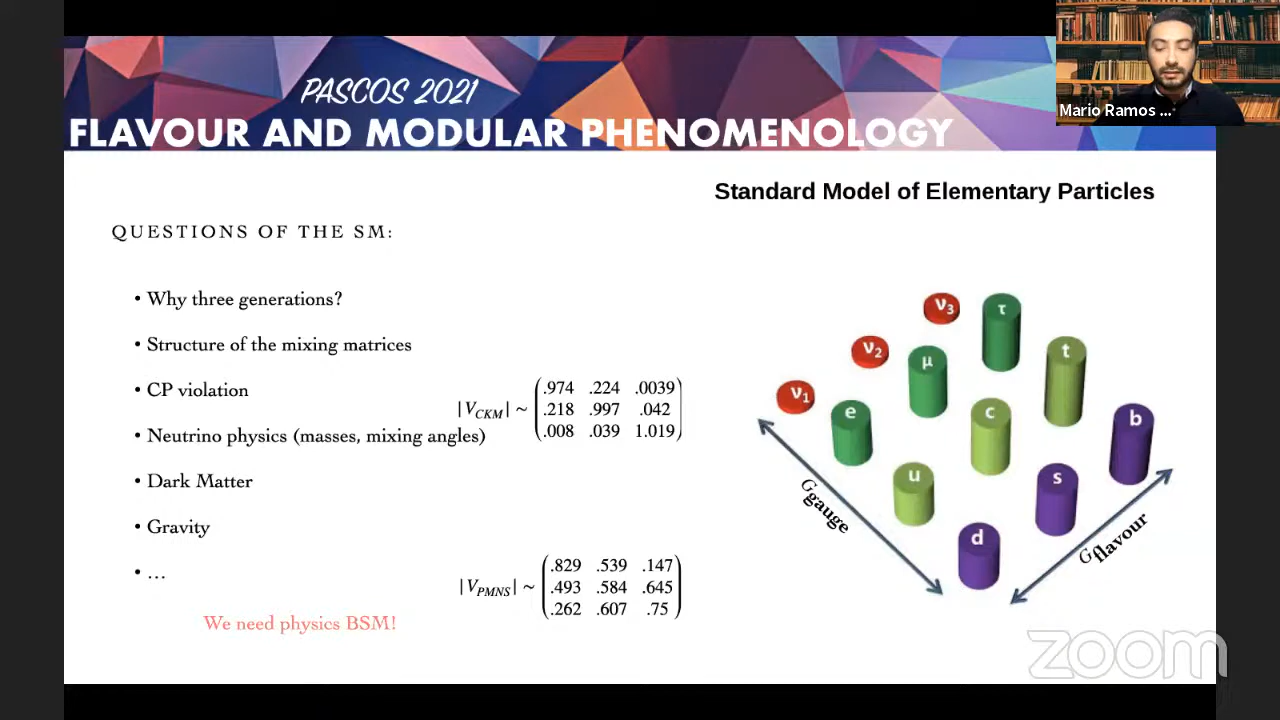 PASCOS 2021
FLAVOUR AND MODULAR PHENOMENOLOGY
Mario Ramos ...
Standard Model of Elementary Particles
QUESTIONS OF THE SM:
• Why three generations?
• Structure of the mixing matrices
• CP violation
• Neutrino physics (masses, mixing angles)
• Dark Matter
• Gravity
• ...
We need physics BSM!
|V_CKM| ~
.974 .224 .0039
.218 .997 .042
.008 .039 1.019
|V_PMNS| ~
.829 .539 .147
.493 .584 .645
.262 .607 .75
ν3 τ
ν2 μ t
ν1 e c b
u s
d
Ggauge
Gflavour
zoom